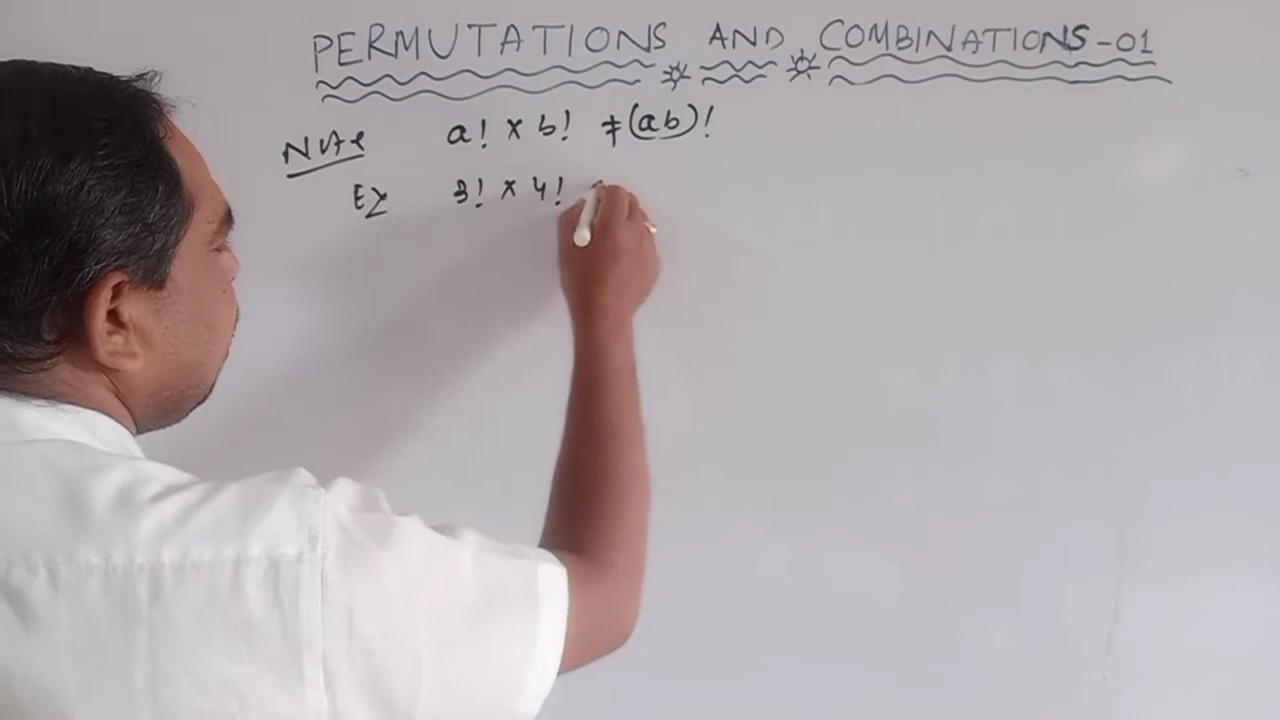 PERMUTATIONS AND COMBINATIONS-01
Note a! × b! ≠ (ab)!
Ex 3! × 4!